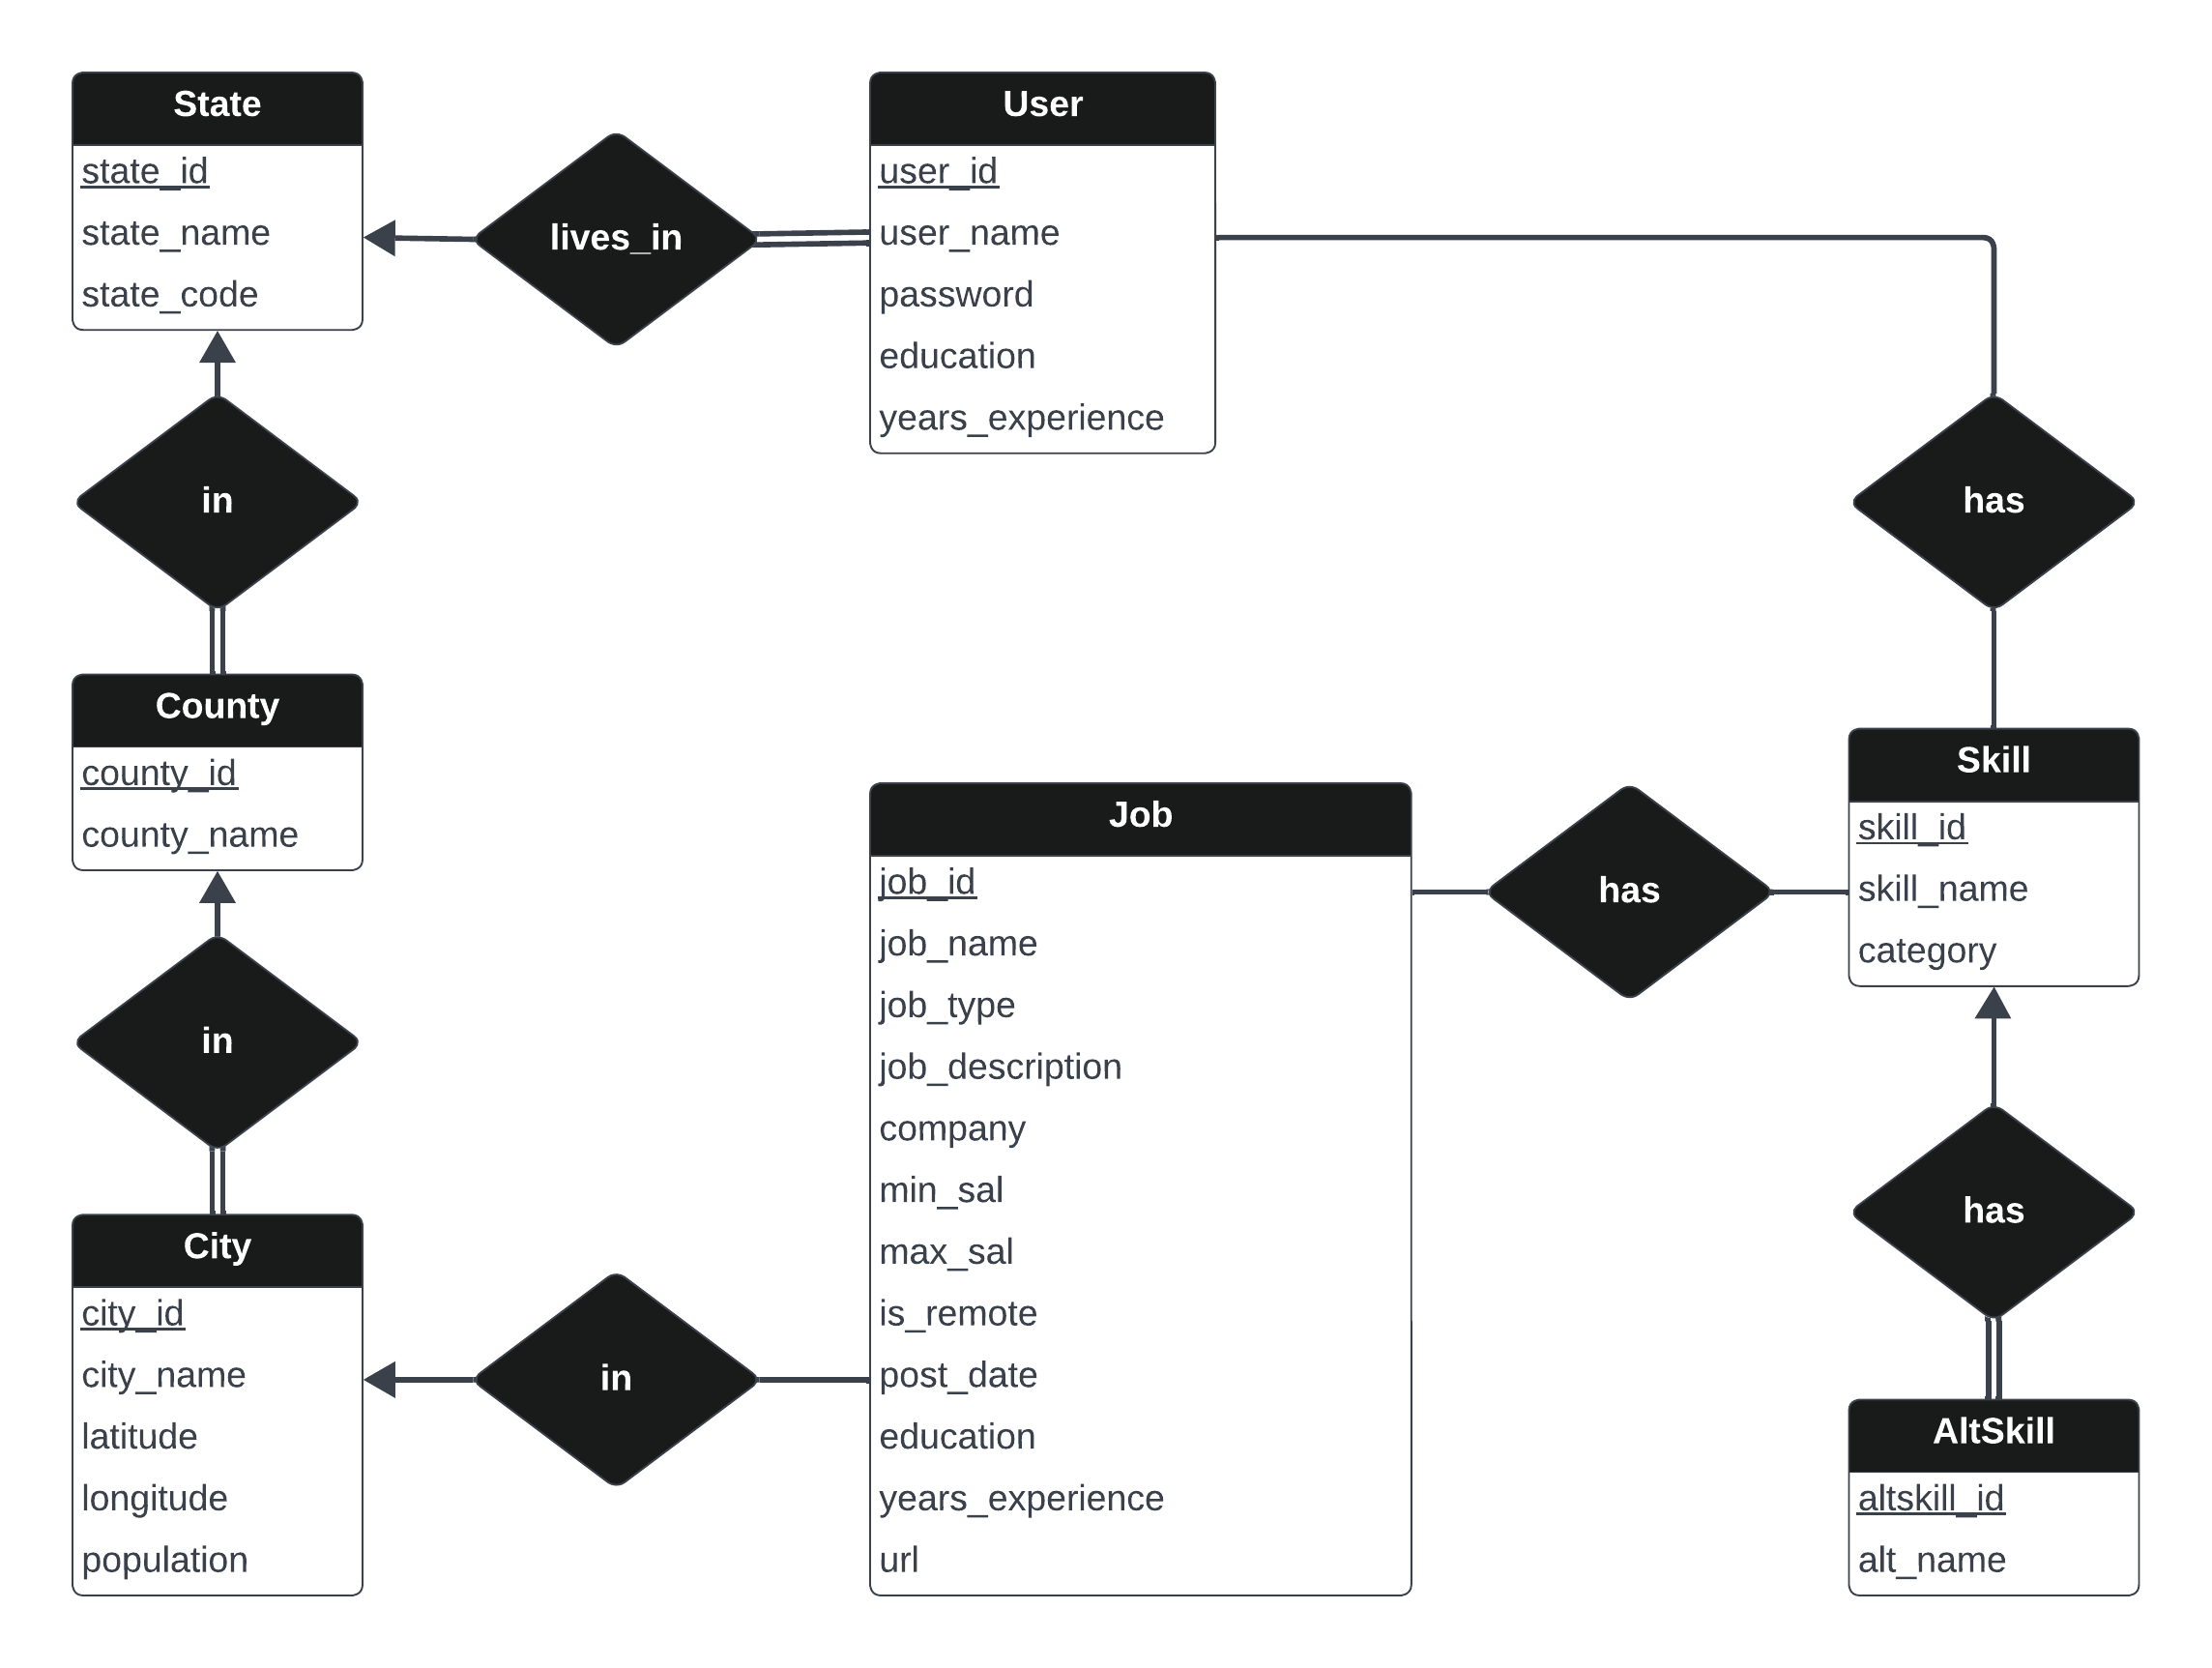 State
state_id
state_name
state_code
lives_in
User
user_id
user_name
password
education
years_experience
in
has
County
county_id
county_name
in
City
city_id
city_name
latitude
longitude
population
in
Job
job_id
job_name
job_type
job_description
company
min_sal
max_sal
is_remote
post_date
education
years_experience
url
has
Skill
skill_id
skill_name
category
has
AltSkill
altskill_id
alt_name